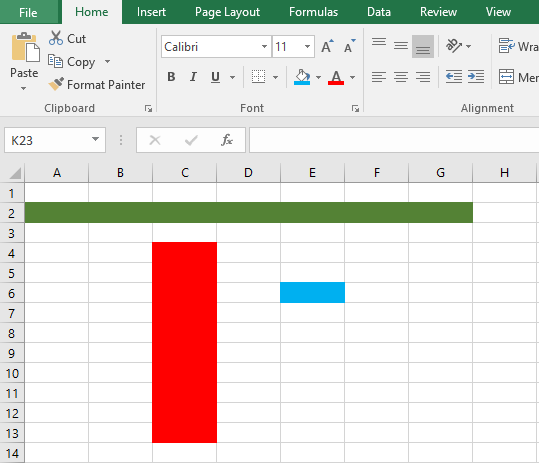 File Home Insert Page Layout Formulas Data Review View
Cut
Copy
Format Painter
Paste
Calibri 11
A A
B I U A
Wra
Mer
Clipboard Font Alignment
K23 fx
A B C D E F G H
1
2
3
4
5
6
7
8
9
10
11
12
13
14